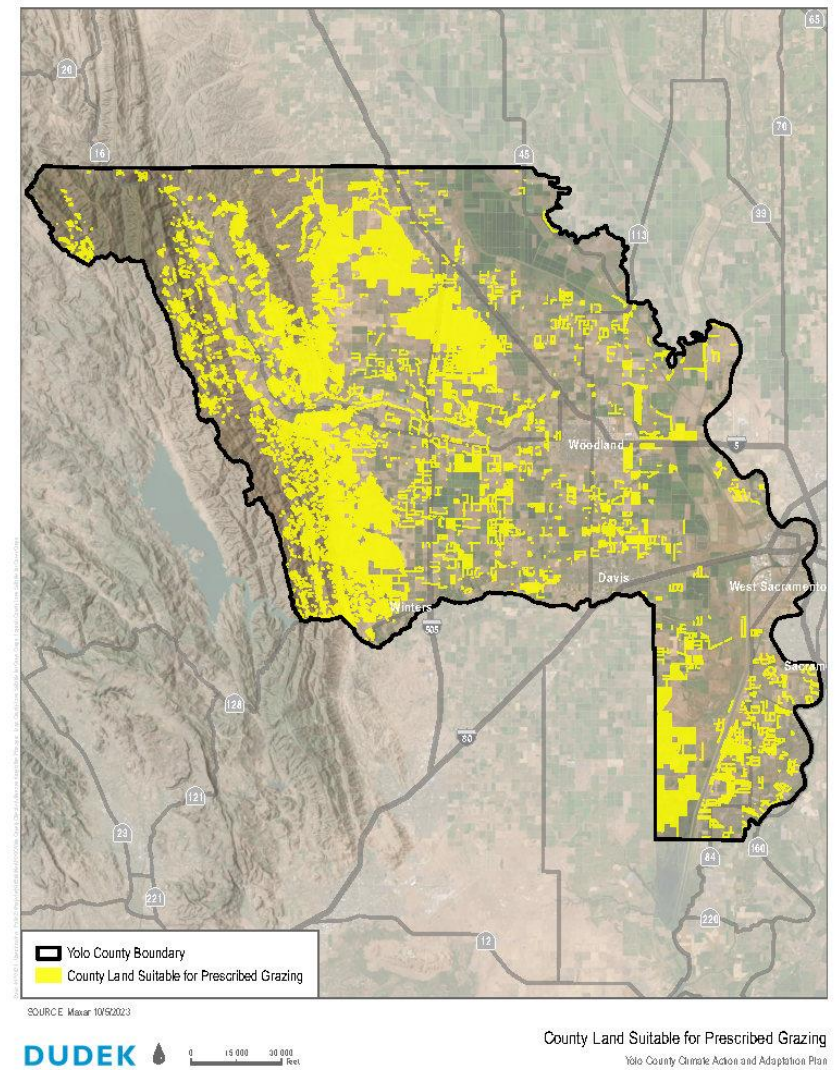 65
20
70
16
45
99
113
Woodland
5
Davis
West Sacramento
Winters
505
Sacram
128
80
121
29
84
160
221
220
12
Yolo County Boundary
County Land Suitable for Prescribed Grazing
SOURCE: Maxar 10/5/2023
DUDEK
0 15 000 30 000
Feet
County Land Suitable for Prescribed Grazing
Yolo County Climate Action and Adaptation Plan